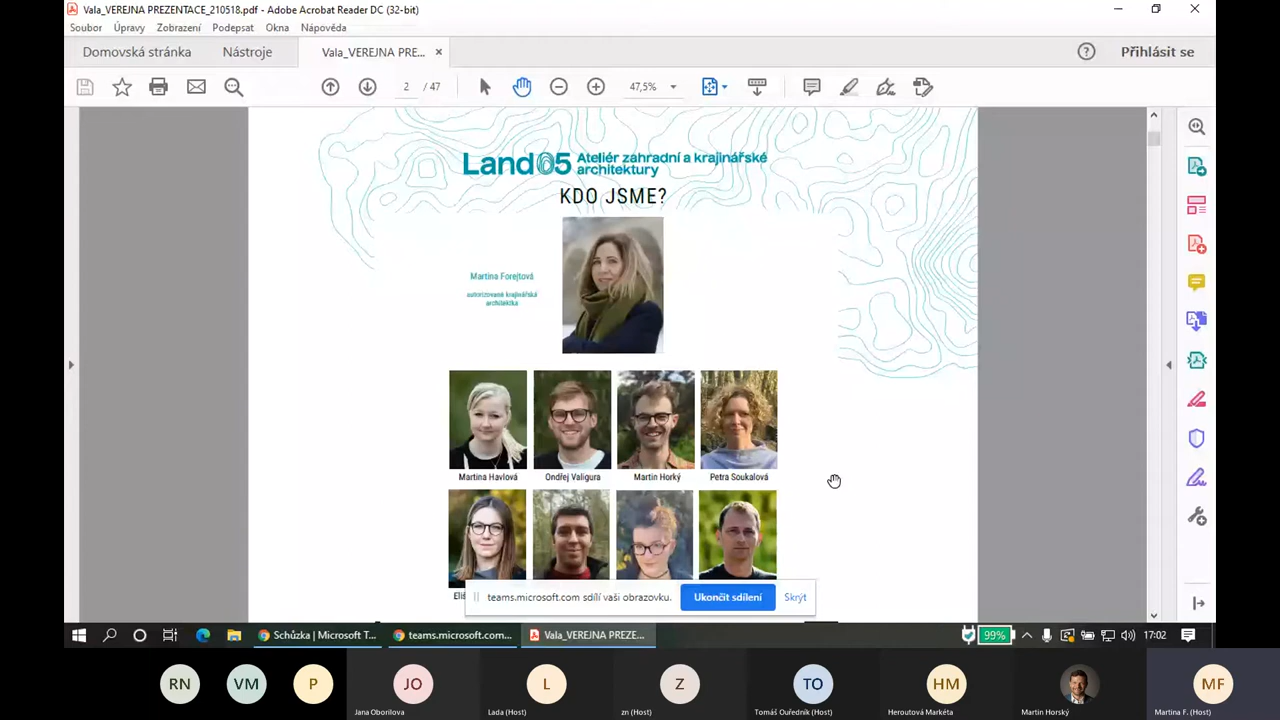 Vala_VEREJNA PREZENTACE_210518.pdf - Adobe Acrobat Reader DC (32-bit)
Soubor Úpravy Zobrazení Podepsat Okna Nápověda
Domovská stránka Nástroje Vala_VEREJNA PRE... × Přihlásit se
2 / 47 47,5%
Land05 Ateliér zahradní a krajinářské
architektury
KDO JSME?
Martina Forejtová
autorizovaná krajinářská
architektka
Martina Havlová Ondřej Valigura Martin Horký Petra Soukalová
teams.microsoft.com sdílí vaši obrazovku. Ukončit sdílení Skrýt
Schůzka | Microsoft T... teams.microsoft.com... Vala_VEREJNA PREZE... 99% 17:02
RN VM P JO L Z TO HM MF
Jana Oborilova Lada (Host) zn (Host) Tomáš Ouředník (Host) Heroutová Markéta Martin Horský Martina F. (Host)